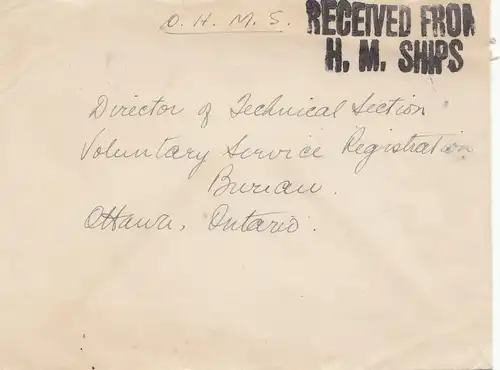 O. H. M. S.
RECEIVED FROM
H. M. SHIPS
Director of Technical Section
Voluntary Service Registration
Bureau.
Ottawa, Ontario.